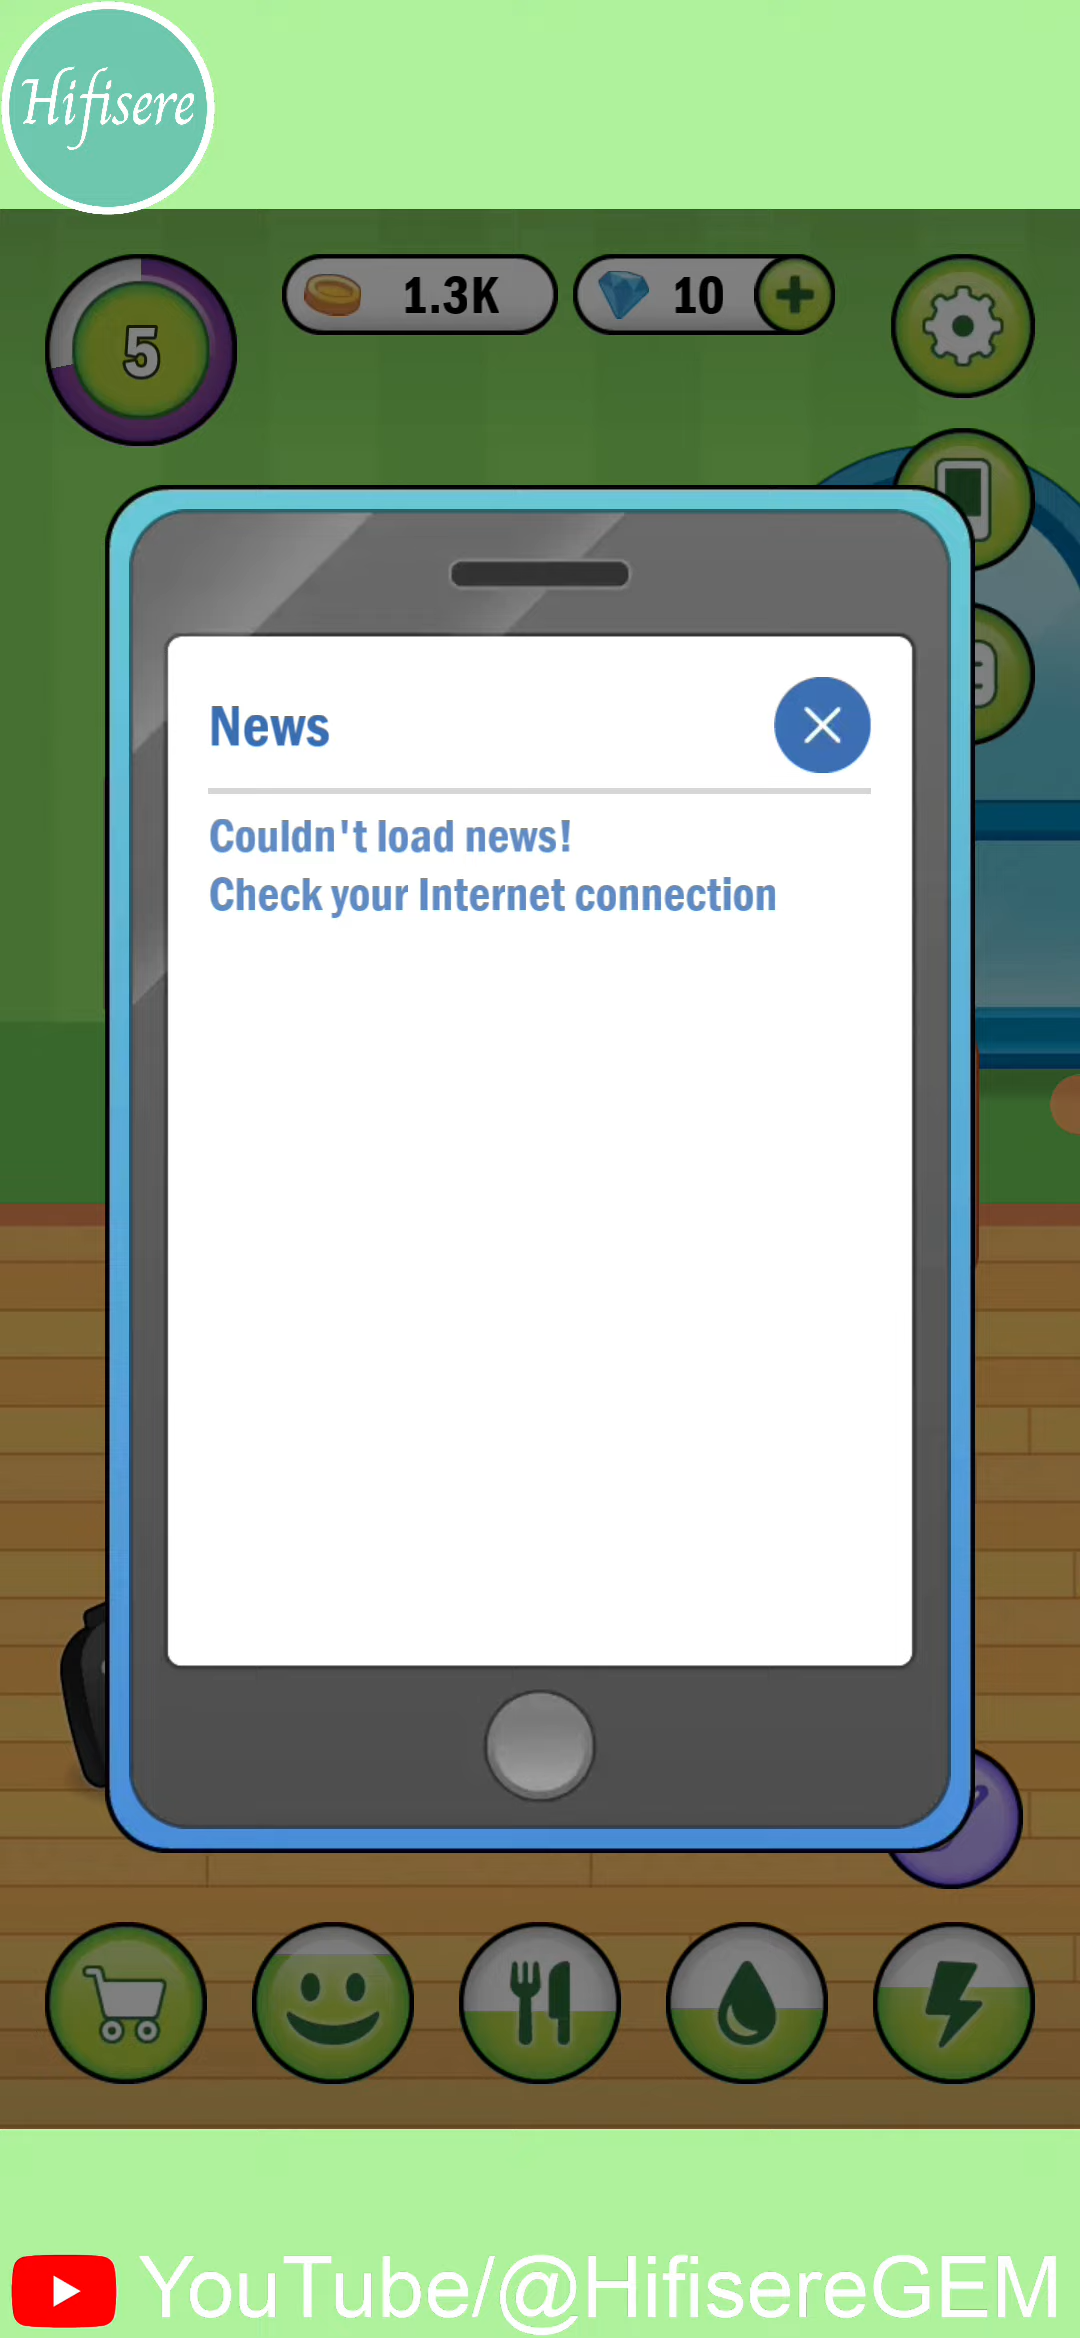 Hifisere
5
1.3K
10
News
Couldn't load news!
Check your Internet connection
YouTube/@HifisereGEM